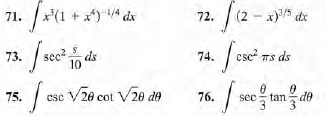 71. ∫ x³(1 + x⁴)⁻¹/⁴ dx 72. ∫ (2 − x)³/⁵ dx
73. ∫ sec² s/10 ds 74. ∫ csc² πs ds
75. ∫ csc √2θ cot √2θ dθ 76. ∫ sec θ/3 tan θ/3 dθ